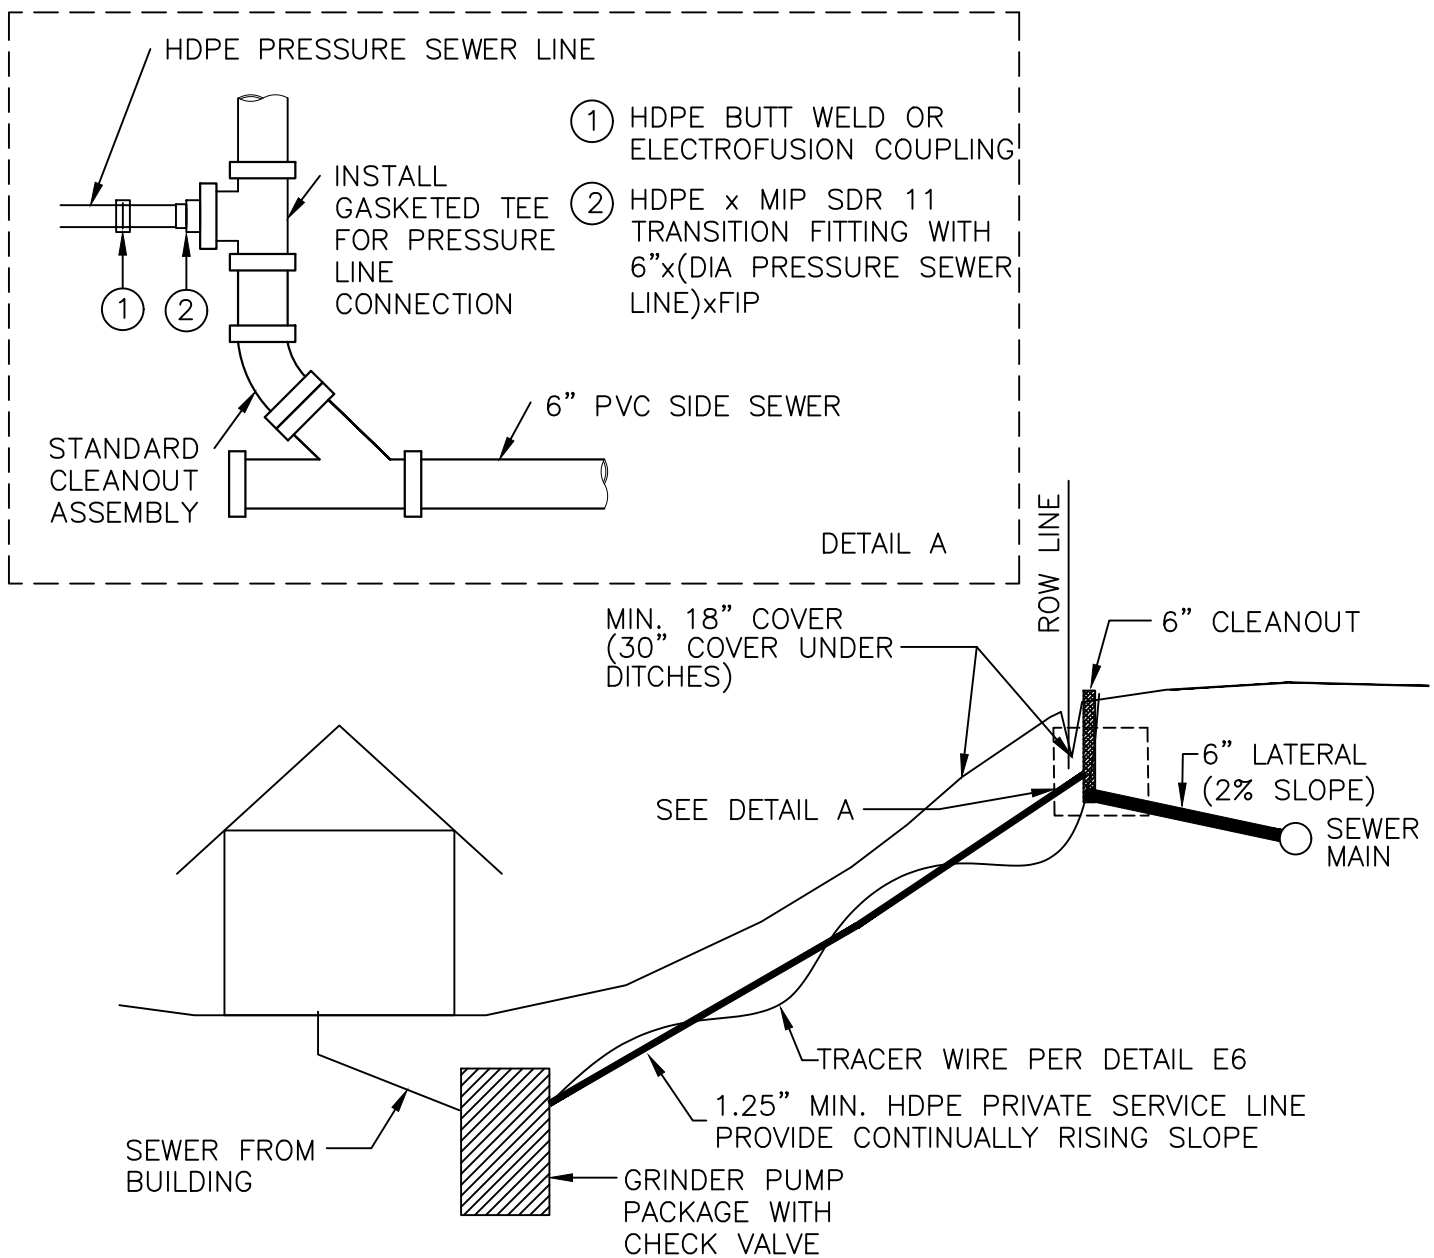 HDPE PRESSURE SEWER LINE
1 HDPE BUTT WELD OR
ELECTROFUSION COUPLING
INSTALL
GASKETED TEE
FOR PRESSURE
LINE
CONNECTION
2 HDPE x MIP SDR 11
TRANSITION FITTING WITH
6"x(DIA PRESSURE SEWER
LINE)xFIP
1
2
6" PVC SIDE SEWER
STANDARD
CLEANOUT
ASSEMBLY
DETAIL A
ROW LINE
MIN. 18" COVER
(30" COVER UNDER
DITCHES)
6" CLEANOUT
6" LATERAL
(2% SLOPE)
SEE DETAIL A
SEWER
MAIN
TRACER WIRE PER DETAIL E6
1.25" MIN. HDPE PRIVATE SERVICE LINE
PROVIDE CONTINUALLY RISING SLOPE
SEWER FROM
BUILDING
GRINDER PUMP
PACKAGE WITH
CHECK VALVE